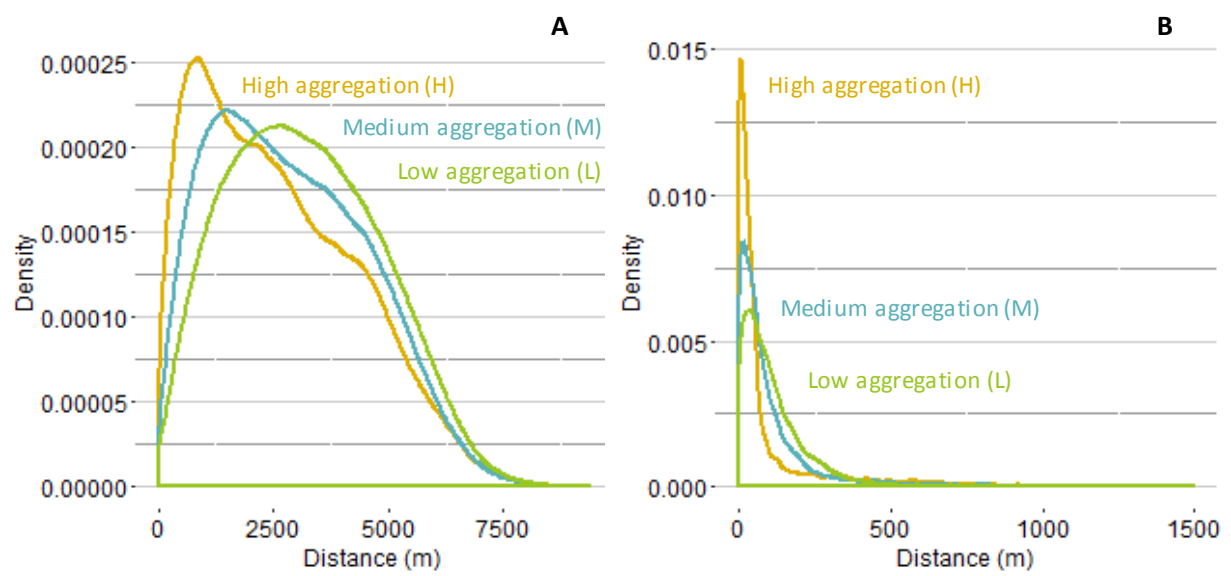 A
0.00025
High aggregation (H)
Medium aggregation (M)
0.00020
Low aggregation (L)
0.00015
Density
0.00010
0.00005
0.00000
0 2500 5000 7500
Distance (m)
B
0.015
High aggregation (H)
0.010
Density
Medium aggregation (M)
0.005
Low aggregation (L)
0.000
0 500 1000 1500
Distance (m)